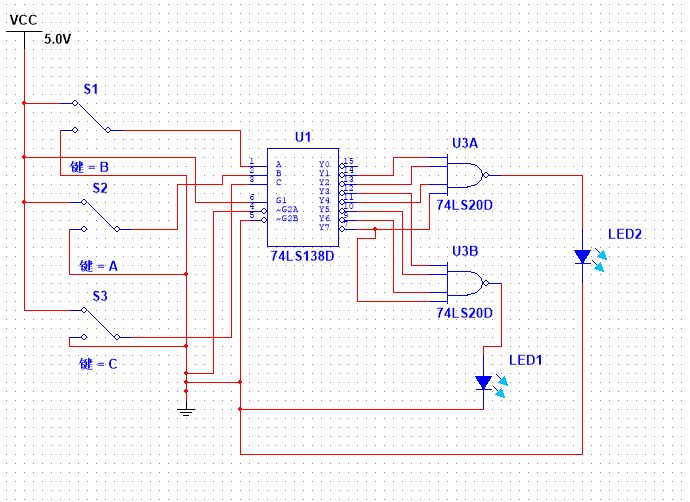 VCC
5.0V
S1
键 = B
S2
键 = A
S3
键 = C
U1
1
2
3
6
4
5
A
B
C
G1
~G2A
~G2B
Y0
Y1
Y2
Y3
Y4
Y5
Y6
Y7
15
14
13
12
11
10
9
7
74LS138D
U3A
74LS20D
U3B
74LS20D
LED2
LED1